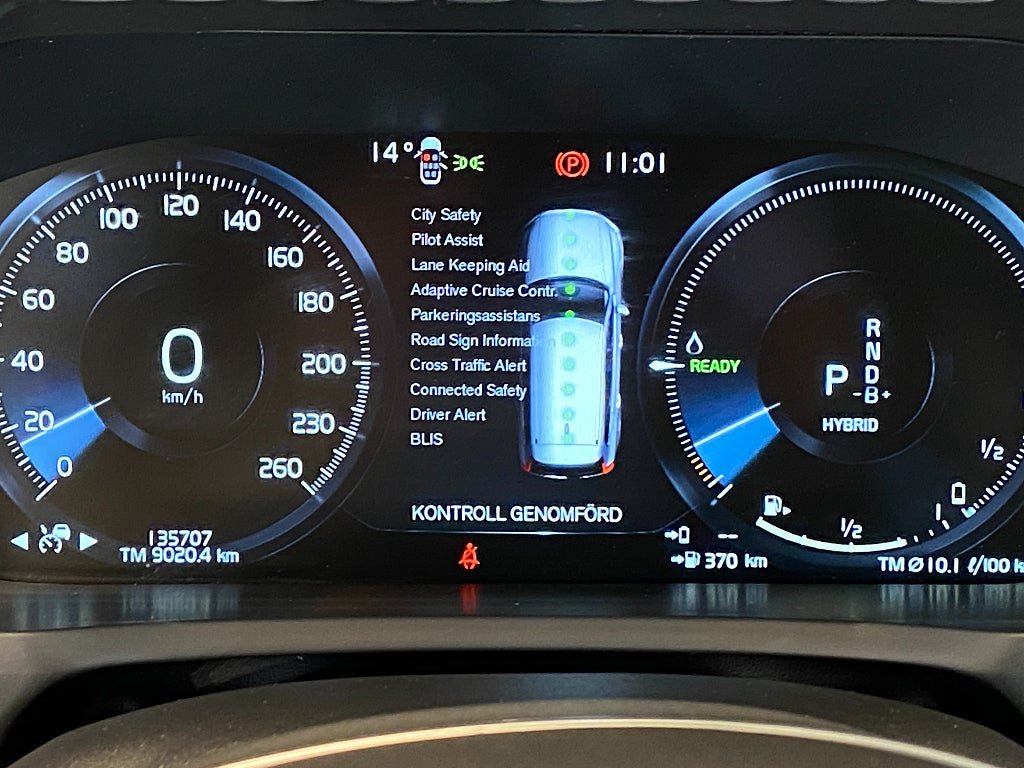 14°
P 11:01
0 20 40 60 80 100 120 140 160 180 200 230 260
0
km/h
135707
TM 9020.4 km
City Safety
Pilot Assist
Lane Keeping Aid
Adaptive Cruise Contr.
Parkeringsassistans
Road Sign Informa
Cross Traffic Alert
Connected Safety
Driver Alert
BLIS
KONTROLL GENOMFÖRD
READY
R
N
D
P -B+
HYBRID
1/2
1/2
--
370 km
TM Ø 10.1 ℓ/100 k